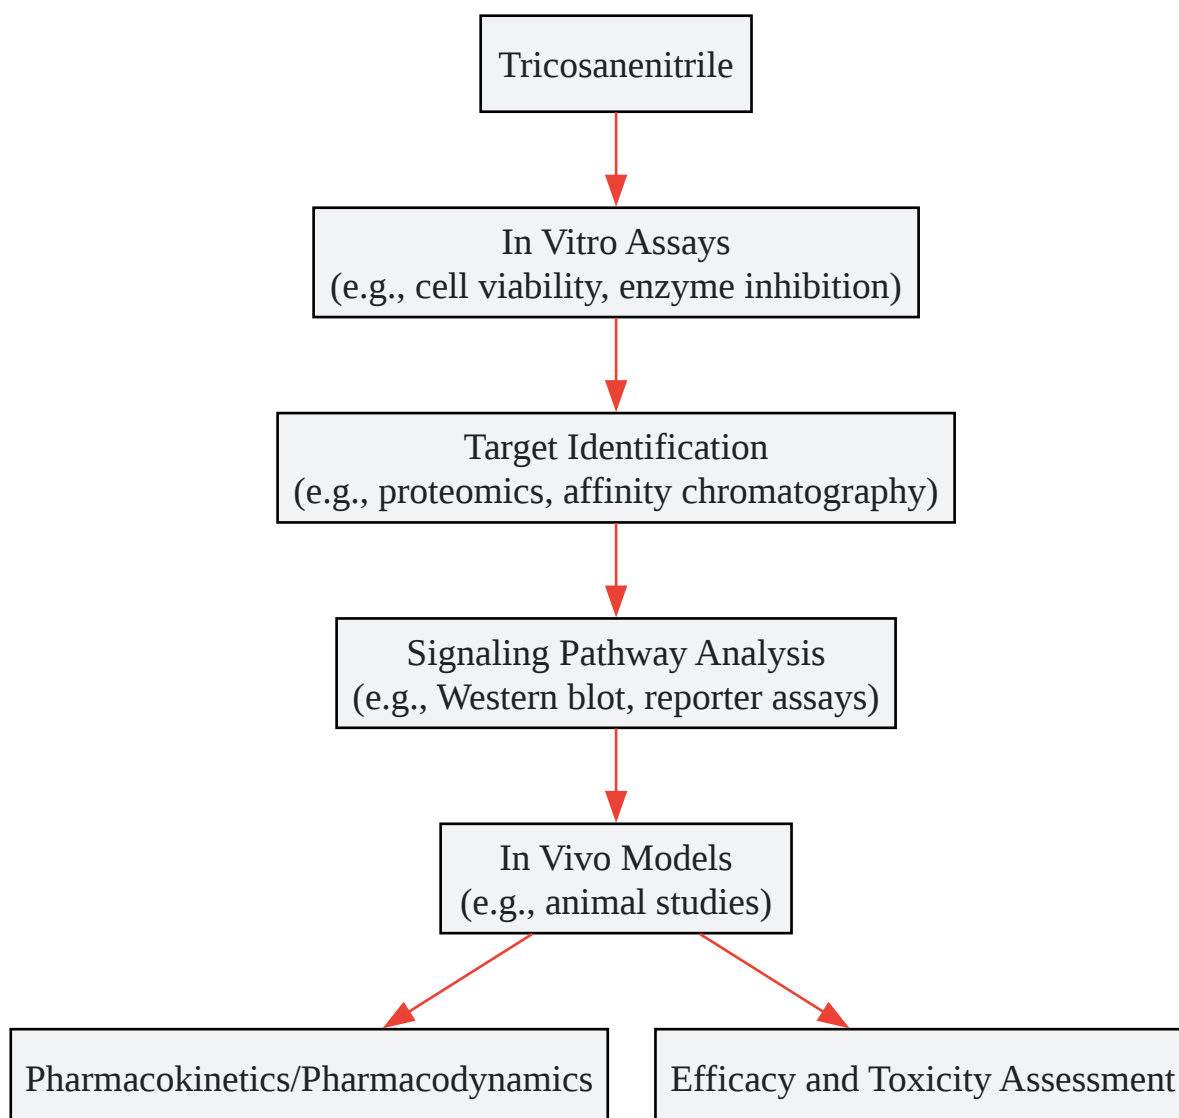 Tricosanenitrile
In Vitro Assays
(e.g., cell viability, enzyme inhibition)
Target Identification
(e.g., proteomics, affinity chromatography)
Signaling Pathway Analysis
(e.g., Western blot, reporter assays)
In Vivo Models
(e.g., animal studies)
Pharmacokinetics/Pharmacodynamics
Efficacy and Toxicity Assessment